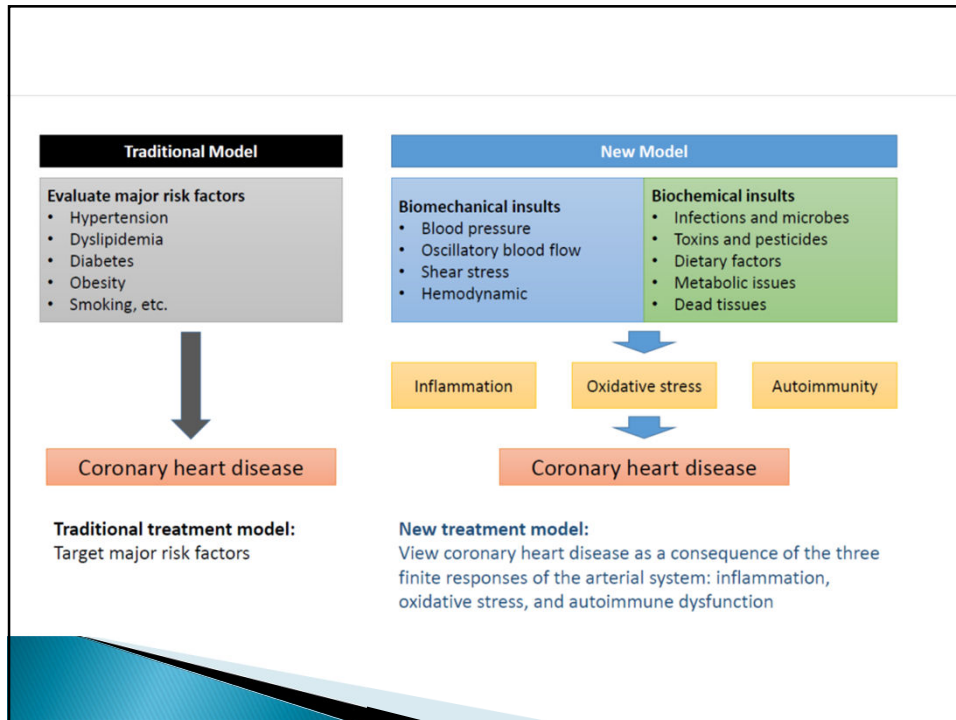 Traditional Model
Evaluate major risk factors
• Hypertension
• Dyslipidemia
• Diabetes
• Obesity
• Smoking, etc.
Coronary heart disease
Traditional treatment model:
Target major risk factors
New Model
Biomechanical insults
• Blood pressure
• Oscillatory blood flow
• Shear stress
• Hemodynamic
Biochemical insults
• Infections and microbes
• Toxins and pesticides
• Dietary factors
• Metabolic issues
• Dead tissues
Inflammation
Oxidative stress
Autoimmunity
Coronary heart disease
New treatment model:
View coronary heart disease as a consequence of the three
finite responses of the arterial system: inflammation,
oxidative stress, and autoimmune dysfunction